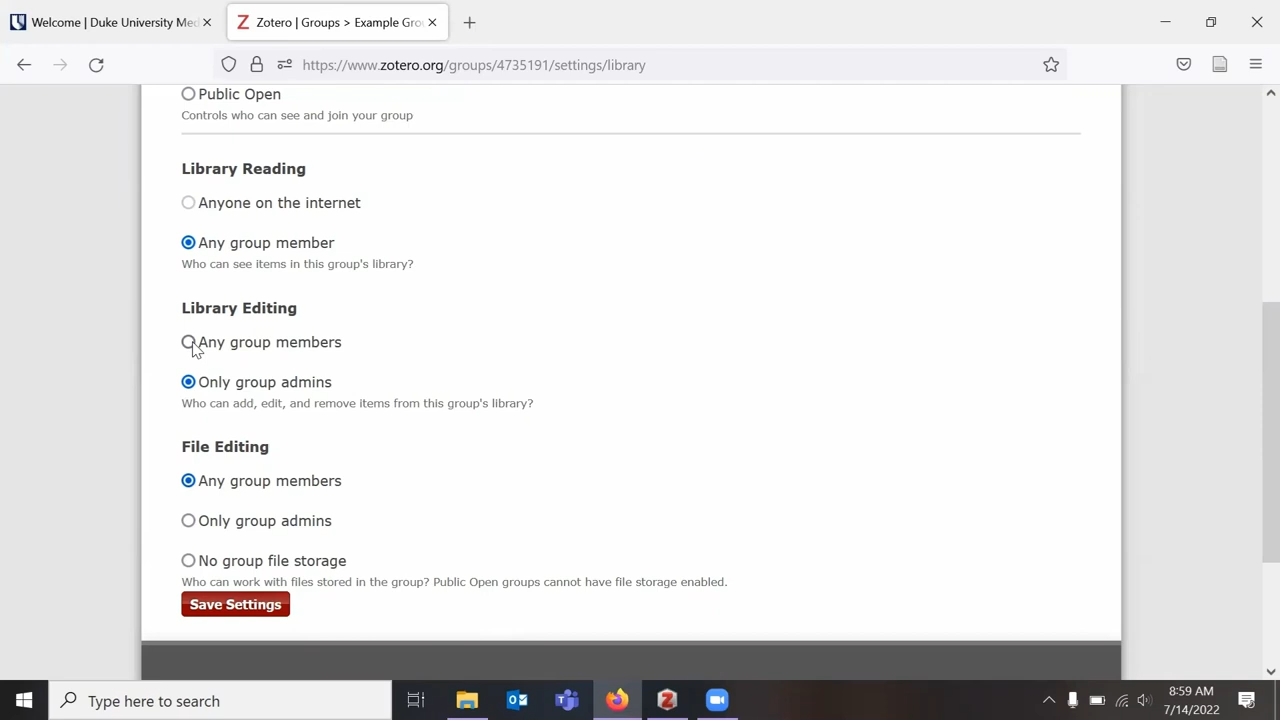 Welcome | Duke University Med
Zotero | Groups > Example Gro
https://www.zotero.org/groups/4735191/settings/library
Public Open
Controls who can see and join your group
Library Reading
Anyone on the internet
Any group member
Who can see items in this group's library?
Library Editing
Any group members
Only group admins
Who can add, edit, and remove items from this group's library?
File Editing
Any group members
Only group admins
No group file storage
Who can work with files stored in the group? Public Open groups cannot have file storage enabled.
Save Settings
Type here to search
8:59 AM
7/14/2022